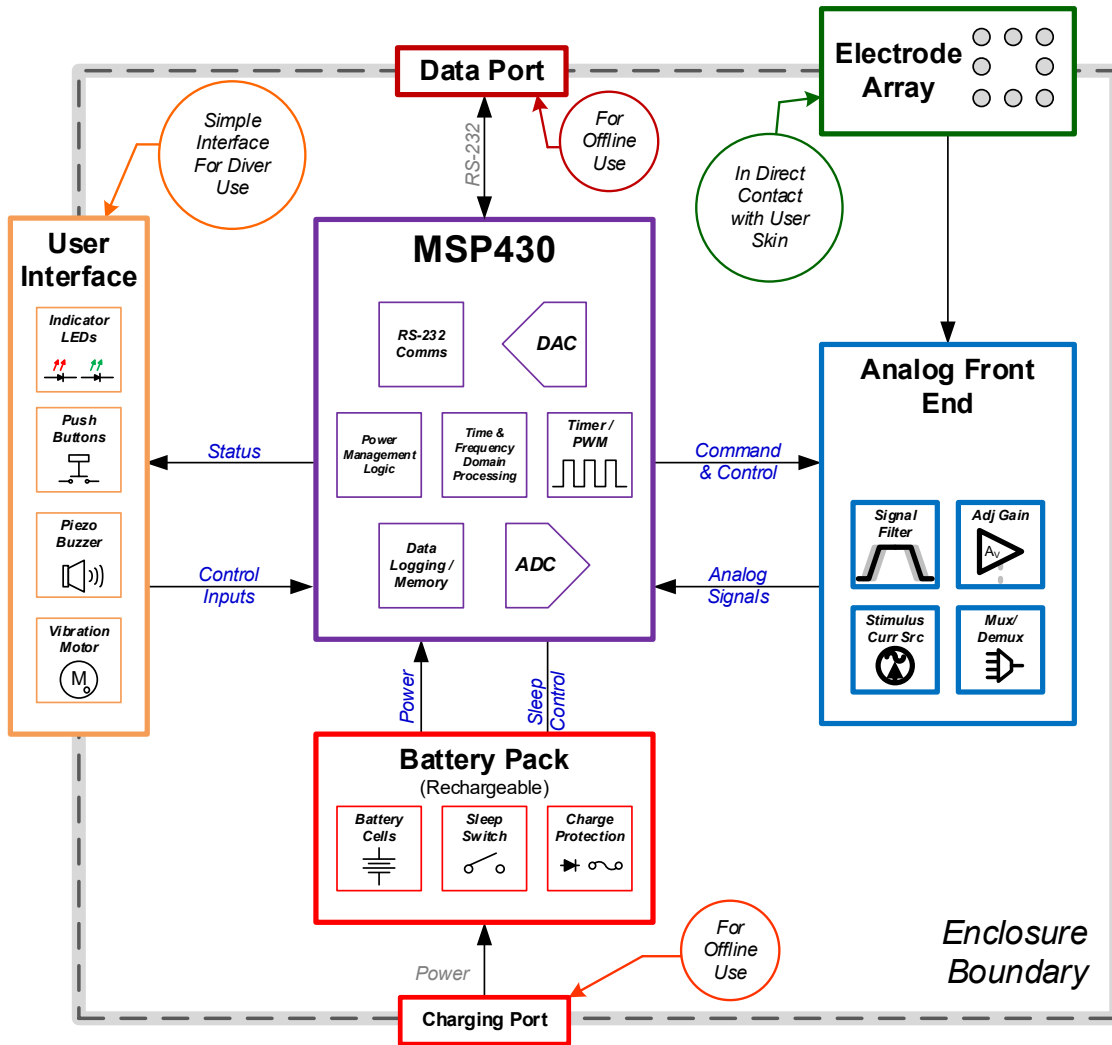 Data Port
Electrode
Array
Simple
Interface
For Diver
Use
For
Offline
Use
RS-232
In Direct
Contact
with User
Skin
User
Interface
Indicator
LEDs
Push
Buttons
Piezo
Buzzer
Vibration
Motor
M
Status
Control
Inputs
MSP430
RS-232
Comms
DAC
Power
Management
Logic
Time &
Frequency
Domain
Processing
Timer /
PWM
Data
Logging /
Memory
ADC
Command
& Control
Analog
Signals
Analog Front
End
Signal
Filter
Adj Gain
AV
Stimulus
Curr Src
Mux/
Demux
Power
Sleep
Control
Battery Pack
(Rechargeable)
Battery
Cells
Sleep
Switch
Charge
Protection
For
Offline
Use
Power
Charging Port
Enclosure
Boundary